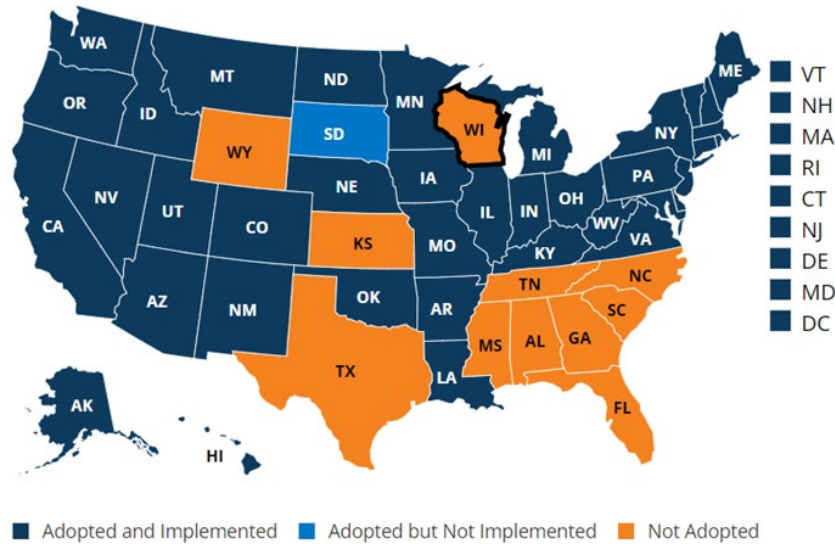 WA
MT
ND
MN
ME
VT
NH
MA
RI
CT
NJ
DE
MD
DC
OR
ID
SD
WI
NY
WY
MI
IA
PA
NE
NV
UT
CO
IL
IN
OH
WV
VA
CA
KS
MO
KY
AZ
NM
OK
AR
TN
NC
SC
MS
AL
GA
TX
LA
FL
AK
HI
Adopted and Implemented
Adopted but Not Implemented
Not Adopted